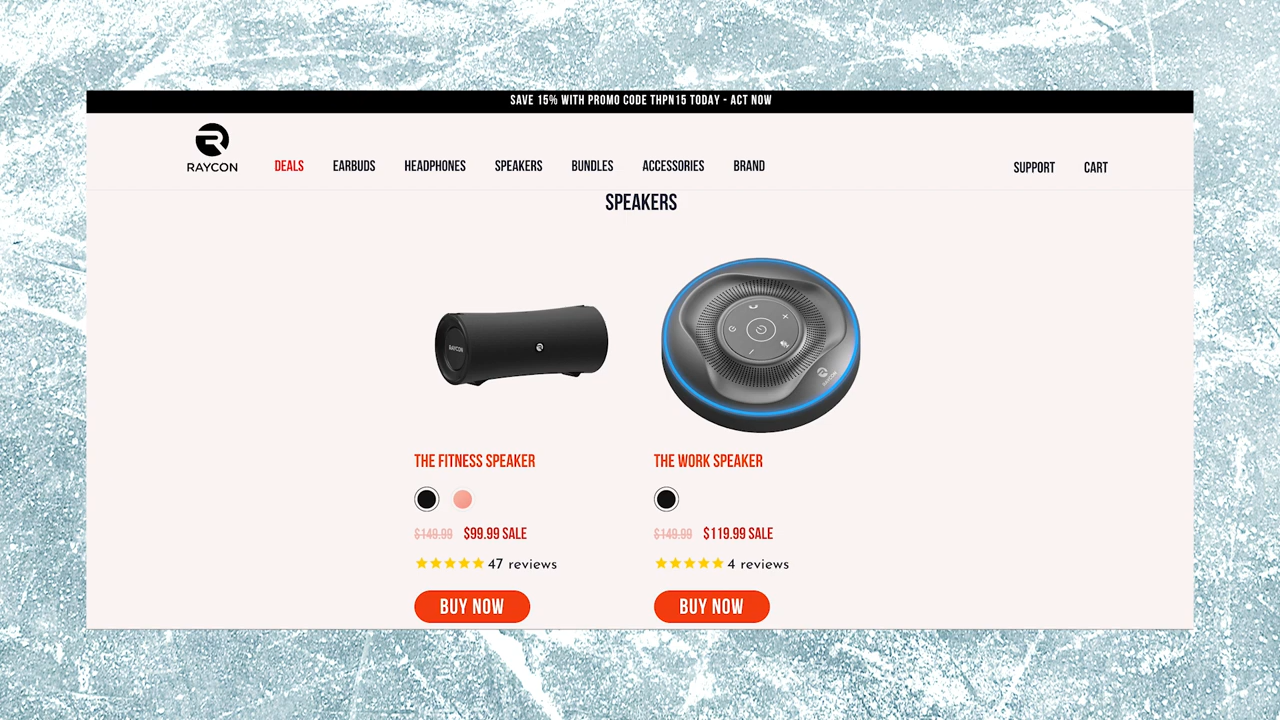 SAVE 15% WITH PROMO CODE THPN15 TODAY - ACT NOW
RAYCON
DEALS EARBUDS HEADPHONES SPEAKERS BUNDLES ACCESSORIES BRAND SUPPORT CART
SPEAKERS
RAYCON
RAYCON
THE FITNESS SPEAKER THE WORK SPEAKER
$149.99 $99.99 SALE $149.99 $119.99 SALE
47 reviews 4 reviews
BUY NOW BUY NOW